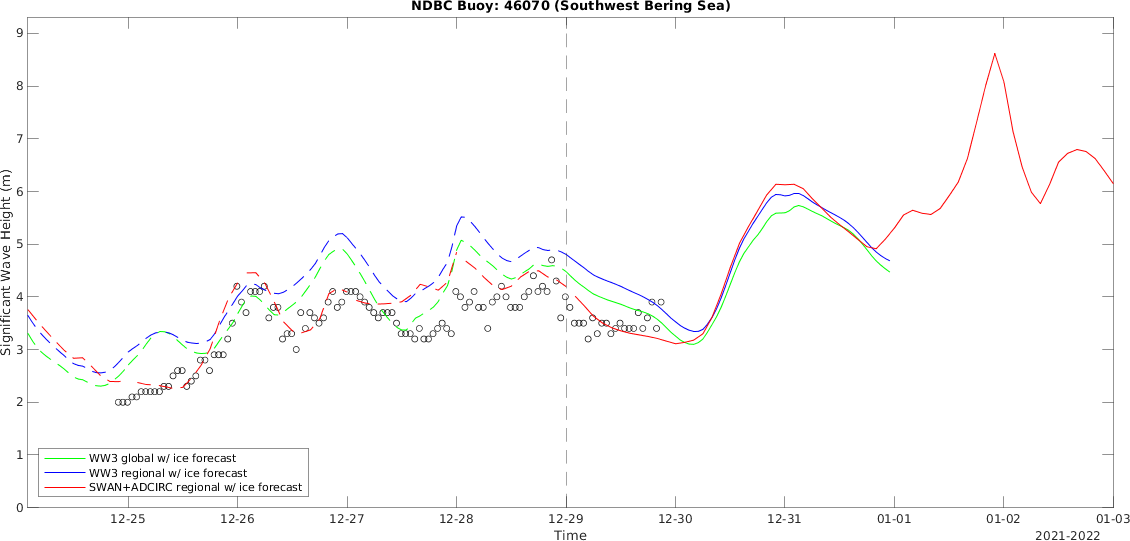 NDBC Buoy: 46070 (Southwest Bering Sea)
Significant Wave Height (m)
9
8
7
6
5
4
3
2
1
0
WW3 global w/ ice forecast
WW3 regional w/ ice forecast
SWAN+ADCIRC regional w/ ice forecast
12-25 12-26 12-27 12-28 12-29 12-30 12-31 01-01 01-02 01-03
Time
2021-2022